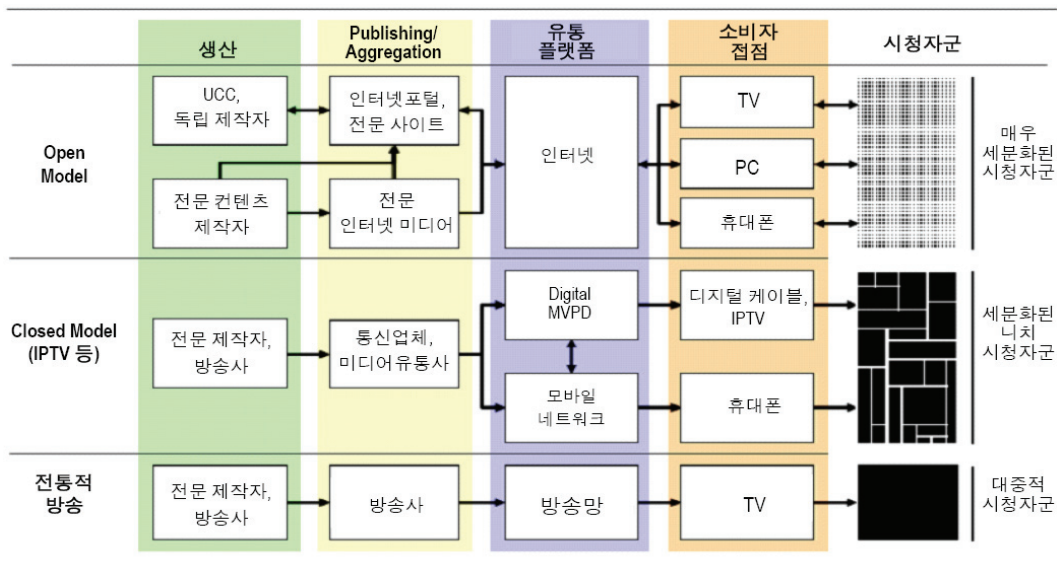 생산
Publishing/
Aggregation
유통
플랫폼
소비자
접점
시청자군
Open
Model
UCC,
독립 제작자
인터넷포털,
전문 사이트
전문 컨텐츠
제작자
전문
인터넷 미디어
인터넷
TV
PC
휴대폰
매우
세분화된
시청자군
Closed Model
(IPTV 등)
전문 제작자,
방송사
통신업체,
미디어유통사
Digital
MVPD
모바일
네트워크
디지털 케이블,
IPTV
휴대폰
세분화된
니치
시청자군
전통적
방송
전문 제작자,
방송사
방송사
방송망
TV
대중적
시청자군